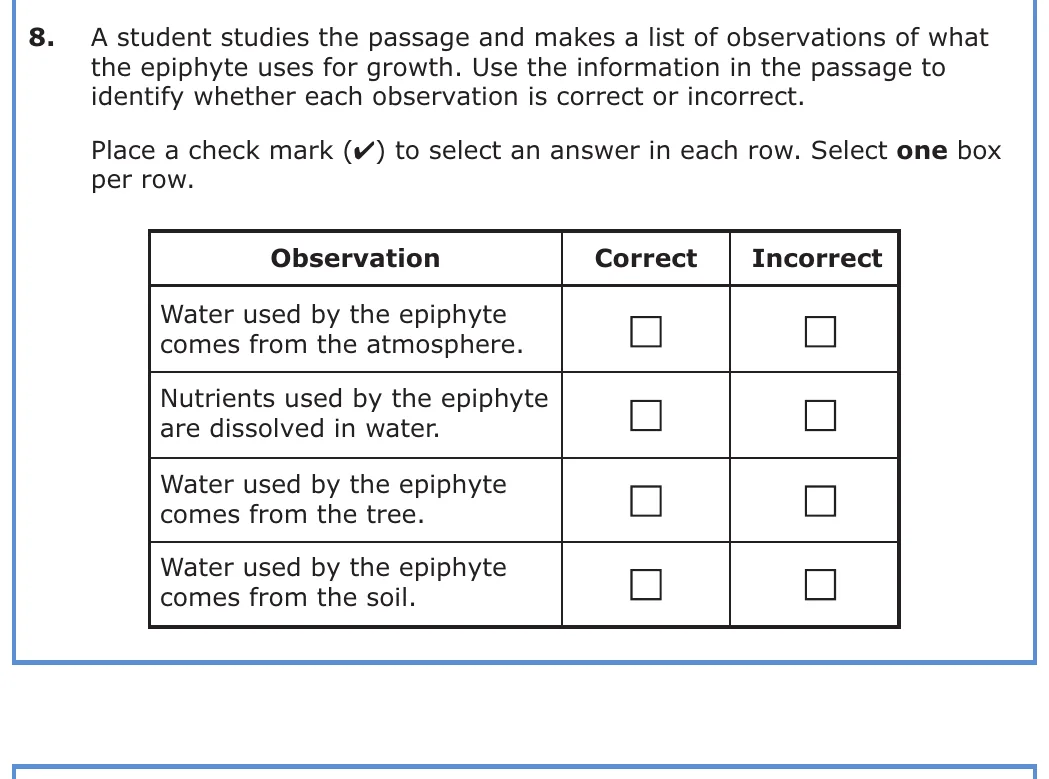 8. A student studies the passage and makes a list of observations of what
the epiphyte uses for growth. Use the information in the passage to
identify whether each observation is correct or incorrect.
Place a check mark (✔) to select an answer in each row. Select one box
per row.
Observation Correct Incorrect
Water used by the epiphyte
comes from the atmosphere.
Nutrients used by the epiphyte
are dissolved in water.
Water used by the epiphyte
comes from the tree.
Water used by the epiphyte
comes from the soil.